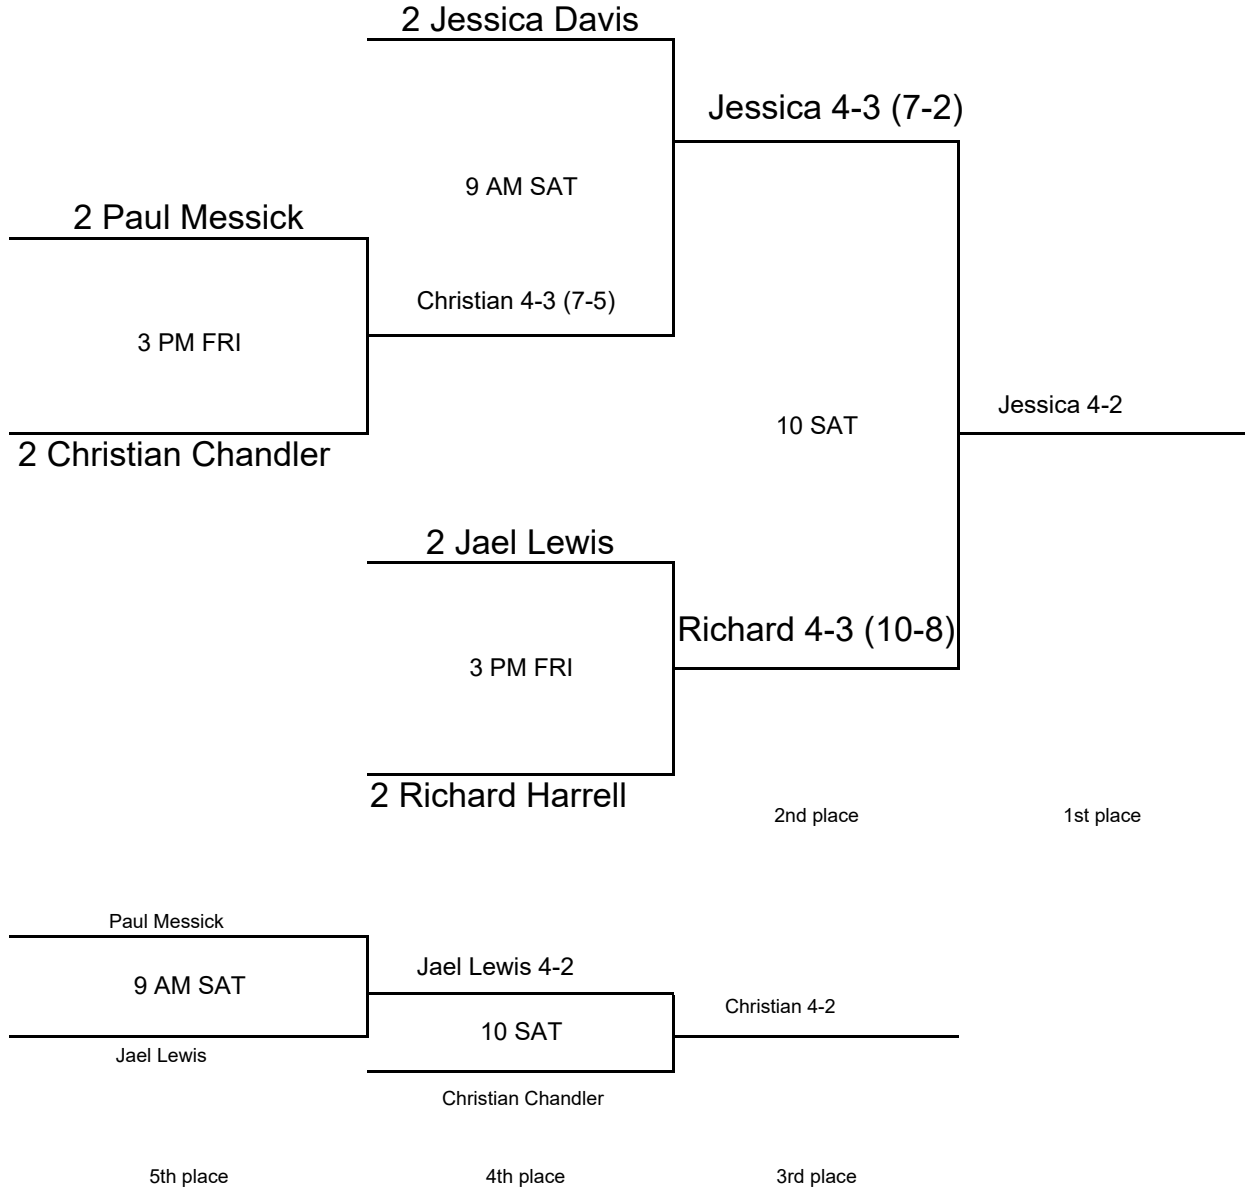 2 Jessica Davis
Jessica 4-3 (7-2)
9 AM SAT
2 Paul Messick
Christian 4-3 (7-5)
3 PM FRI
Jessica 4-2
10 SAT
2 Christian Chandler
2 Jael Lewis
Richard 4-3 (10-8)
3 PM FRI
2 Richard Harrell
2nd place
1st place
Paul Messick
Jael Lewis 4-2
9 AM SAT
Christian 4-2
10 SAT
Jael Lewis
Christian Chandler
5th place
4th place
3rd place